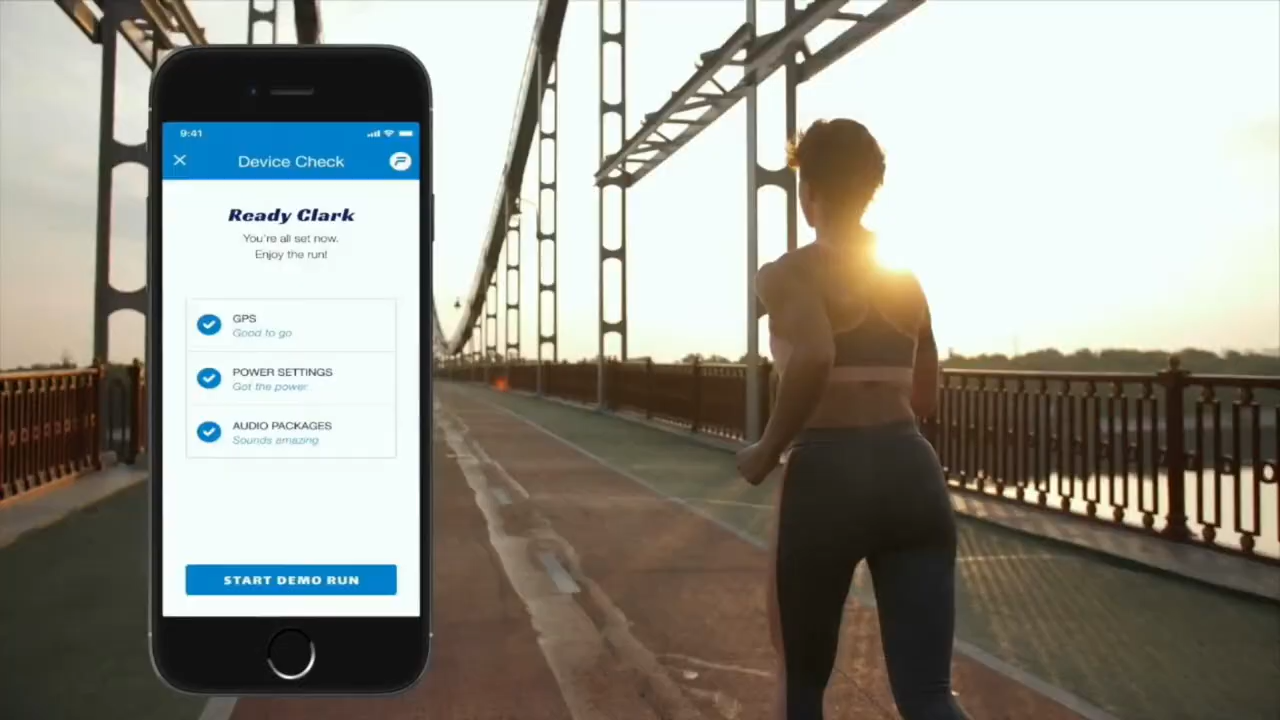 9:41
Device Check
Ready Clark
You're all set now.
Enjoy the run!
GPS
Good to go
POWER SETTINGS
Got the power
AUDIO PACKAGES
Sounds amazing
START DEMO RUN